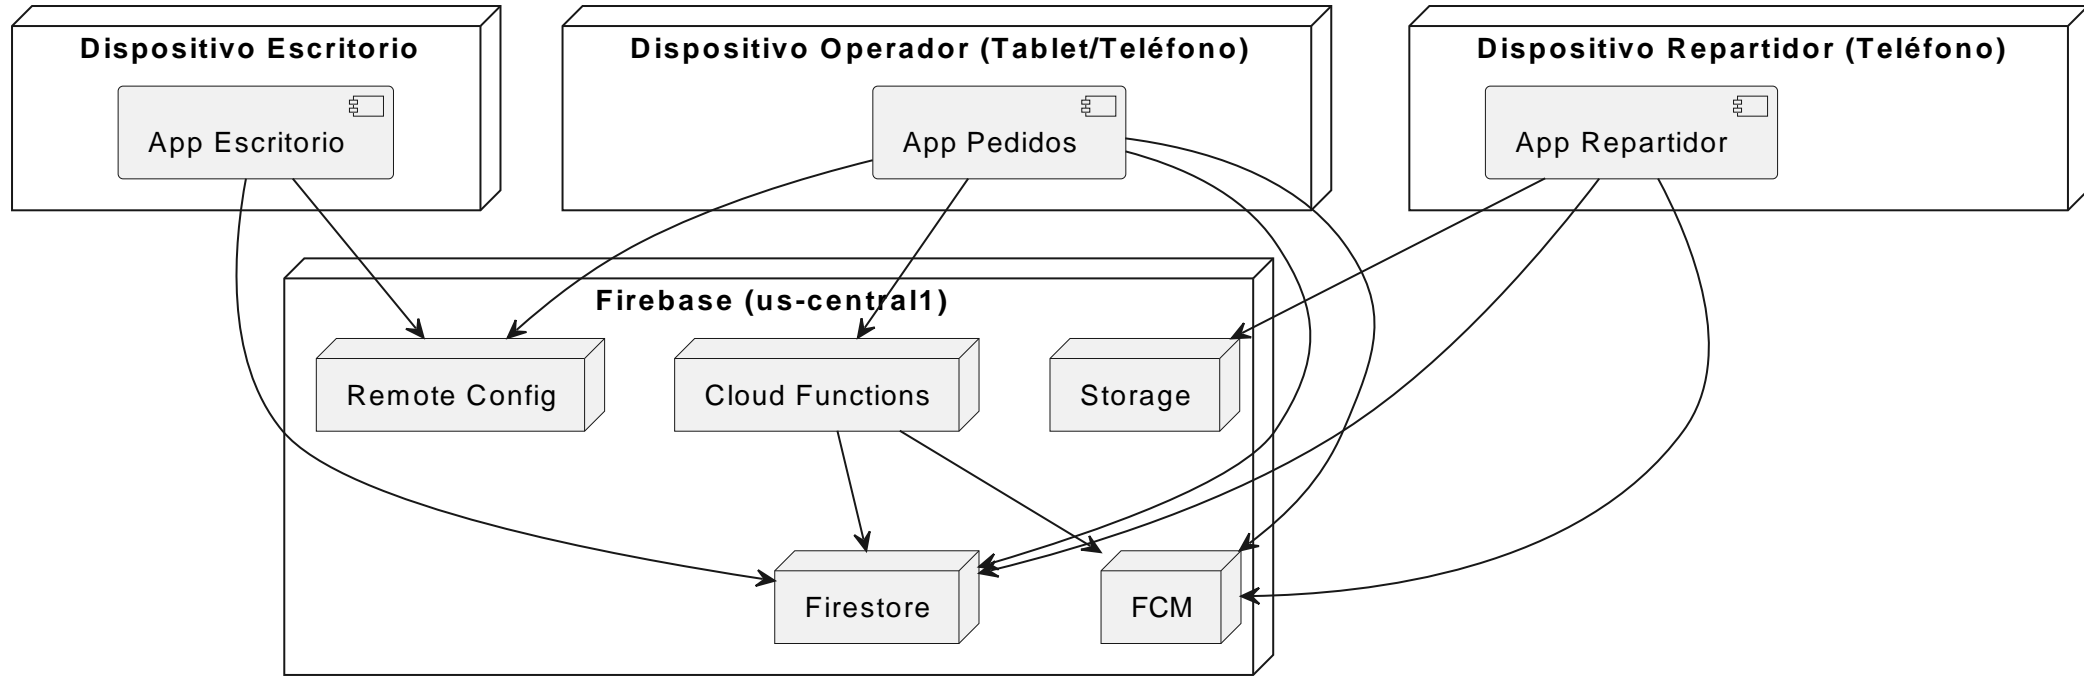 Dispositivo Escritorio
Dispositivo Operador (Tablet/Teléfono)
Dispositivo Repartidor (Teléfono)
App Escritorio
App Pedidos
App Repartidor
Firebase (us-central1)
Remote Config
Cloud Functions
Storage
Firestore
FCM